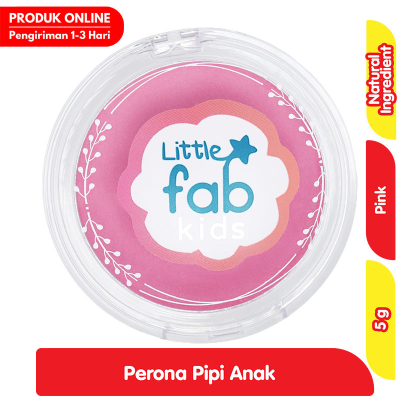 PRODUK ONLINE
Pengiriman 1-3 Hari
Natural
Ingredient
Little
fab
kids
Pink
5g
Perona Pipi Anak